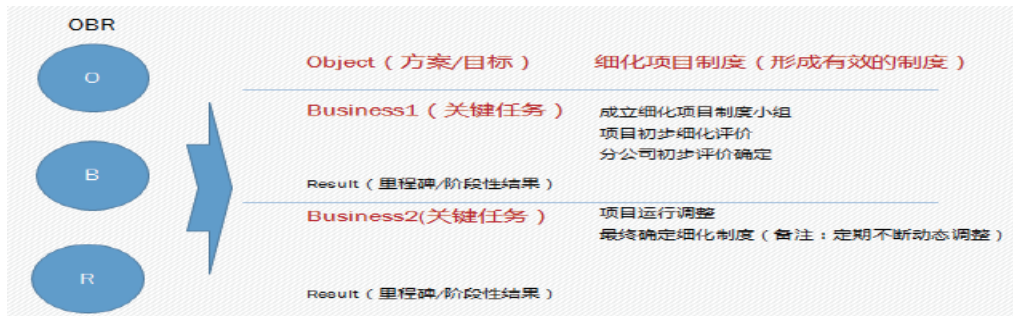 OBR
O
B
R
Object（方案/目标） 细化项目制度（形成有效的制度）
Business1（关键任务） 成立细化项目制度小组
项目初步细化评价
分公司初步评价确定
Result（里程碑/阶段性结果）
Business2(关键任务） 项目运行调整
最终确定细化制度（备注：定期不断动态调整）
Result（里程碑/阶段性结果）